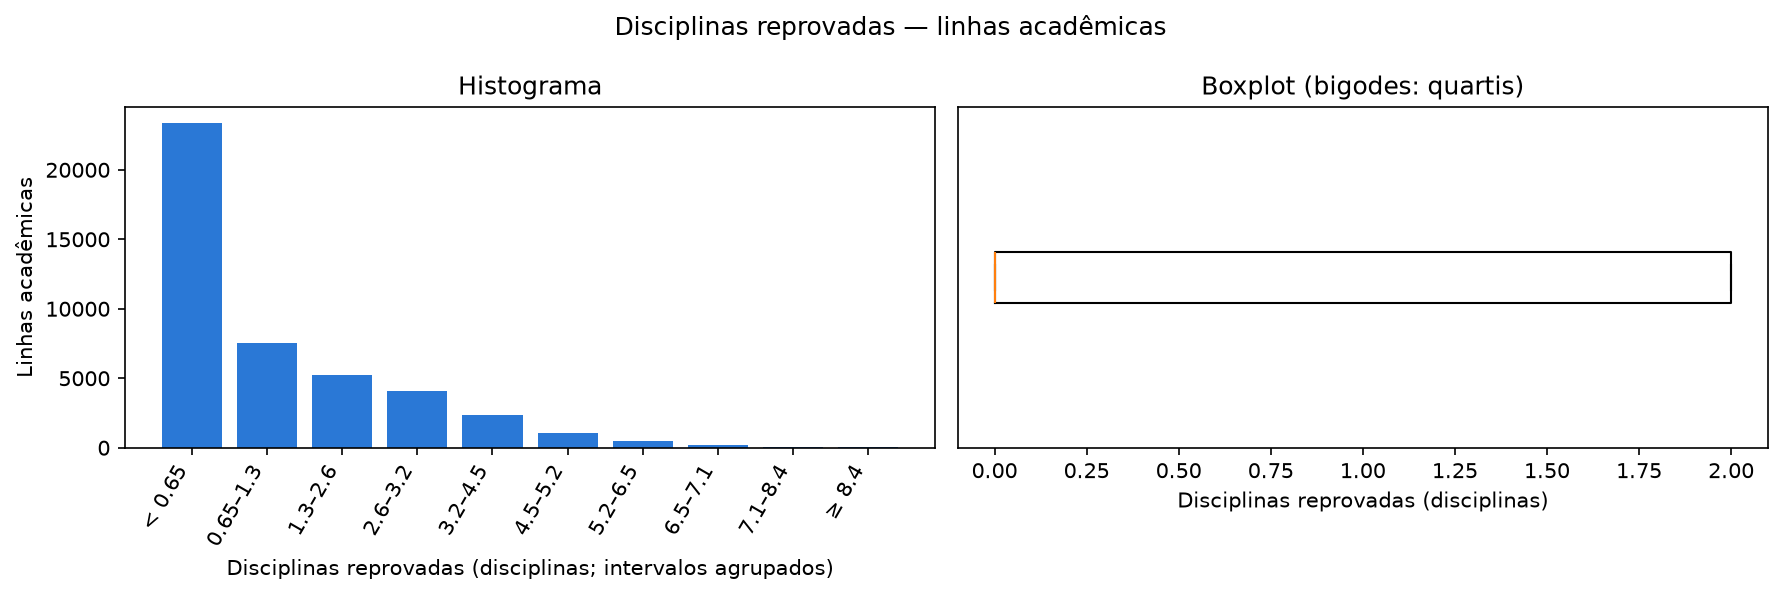 Disciplinas reprovadas — linhas acadêmicas
Histograma
Linhas acadêmicas
20000
15000
10000
5000
0
< 0.65
0.65–1.3
1.3–2.6
2.6–3.2
3.2–4.5
4.5–5.2
5.2–6.5
6.5–7.1
7.1–8.4
≥ 8.4
Disciplinas reprovadas (disciplinas; intervalos agrupados)
Boxplot (bigodes: quartis)
0.00 0.25 0.50 0.75 1.00 1.25 1.50 1.75 2.00
Disciplinas reprovadas (disciplinas)